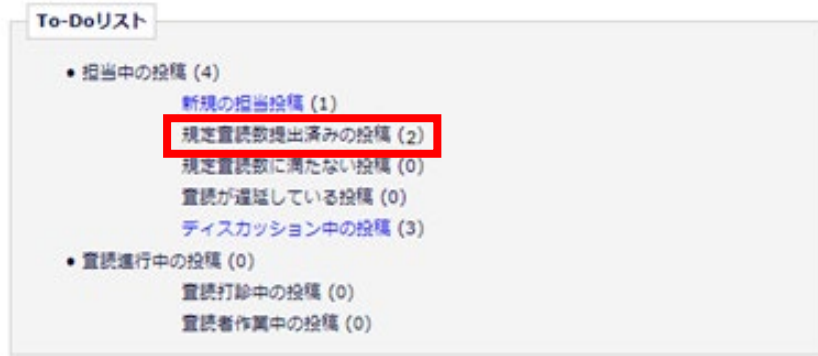 To-Doリスト
• 担当中の投稿 (4)
新規の担当投稿 (1)
規定査読数提出済みの投稿 (2)
規定査読数に満たない投稿 (0)
査読が遅延している投稿 (0)
ディスカッション中の投稿 (3)
• 査読進行中の投稿 (0)
査読打診中の投稿 (0)
査読者作業中の投稿 (0)